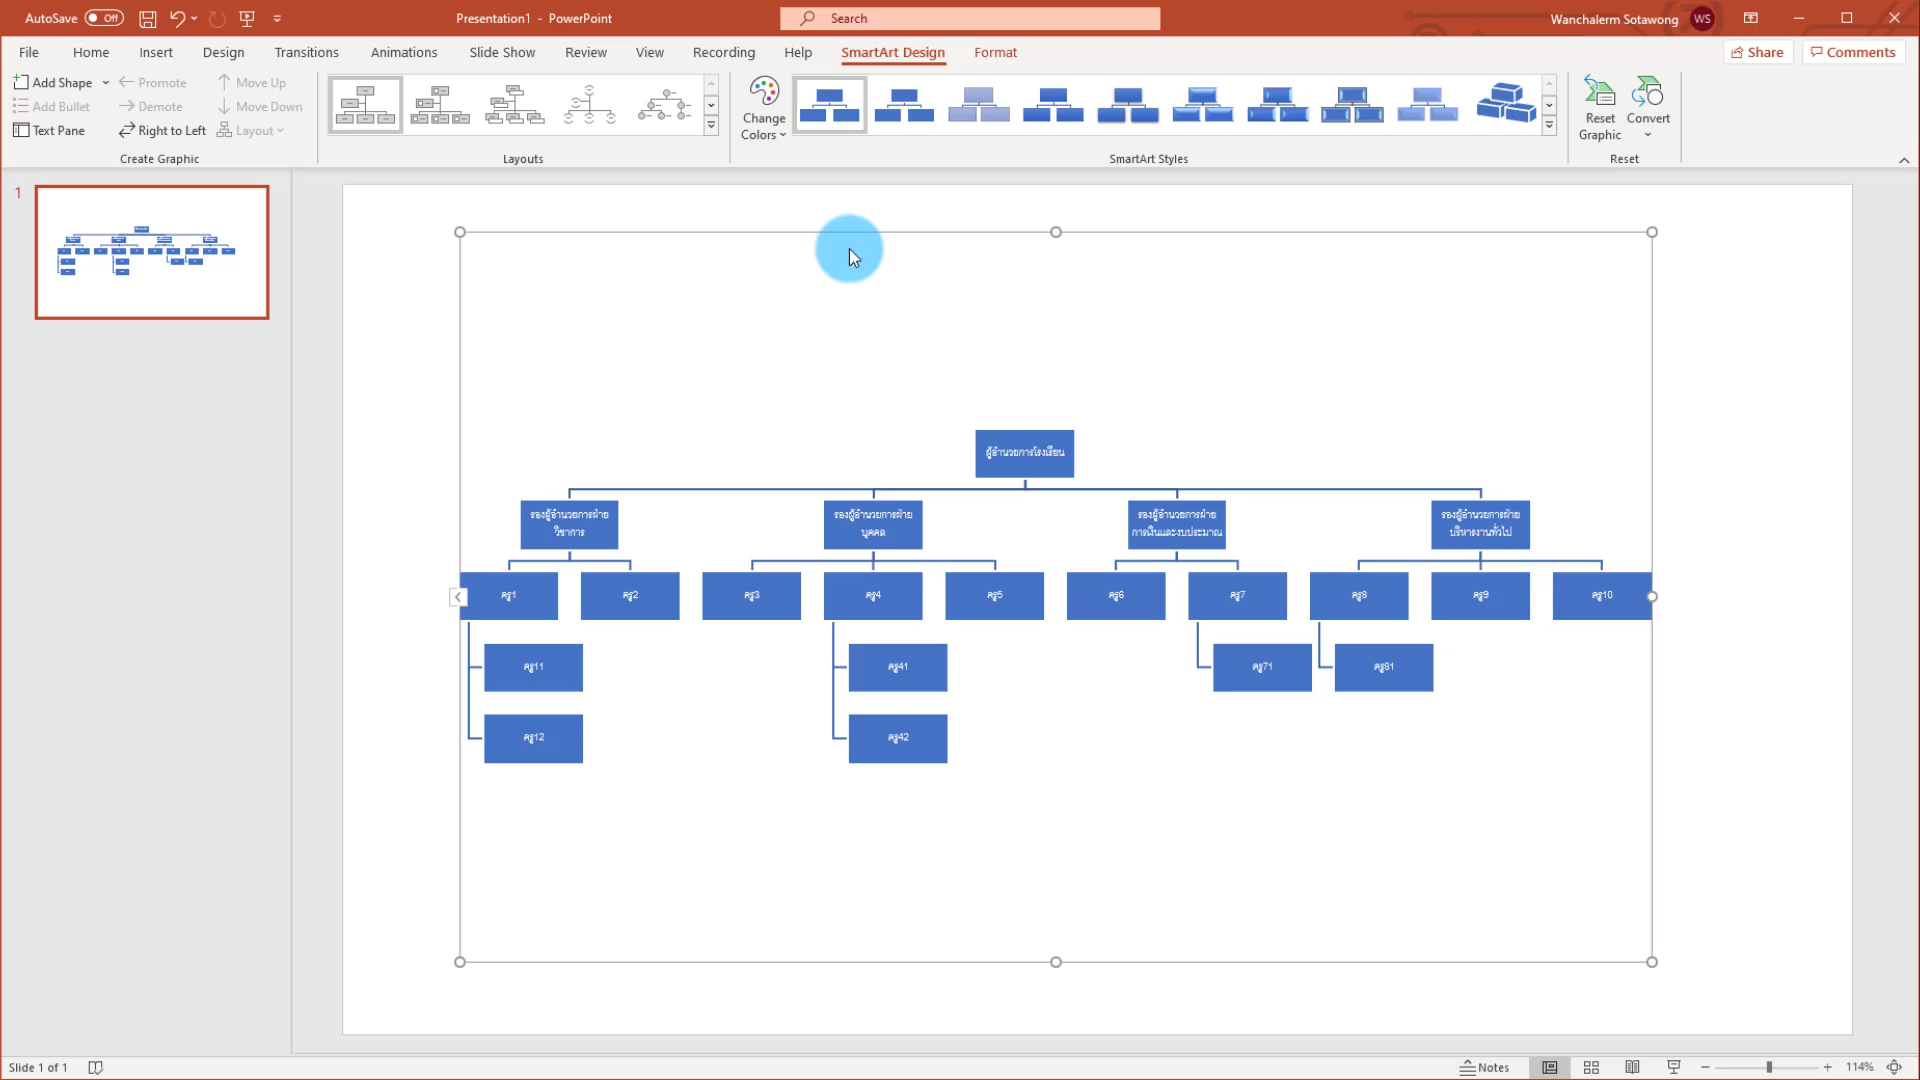 AutoSave Off
Presentation1 - PowerPoint
Search
Wanchalerm Sotawong WS
File Home Insert Design Transitions Animations Slide Show Review View Recording Help SmartArt Design Format
Share Comments
Add Shape Promote Move Up
Add Bullet Demote Move Down
Text Pane Right to Left Layout
Create Graphic
Layouts
Change
Colors
SmartArt Styles
Reset
Graphic
Convert
Reset
1
ผู้อำนวยการโรงเรียน
รองผู้อำนวยการฝ่าย
วิชาการ
รองผู้อำนวยการฝ่าย
บุคคล
รองผู้อำนวยการฝ่าย
การเงินและงบประมาณ
รองผู้อำนวยการฝ่าย
บริหารงานทั่วไป
ครู1 ครู2 ครู3 ครู4 ครู5 ครู6 ครู7 ครู8 ครู9 ครู10
ครู11 ครู41 ครู71 ครู81
ครู12 ครู42
Slide 1 of 1
Notes
114%